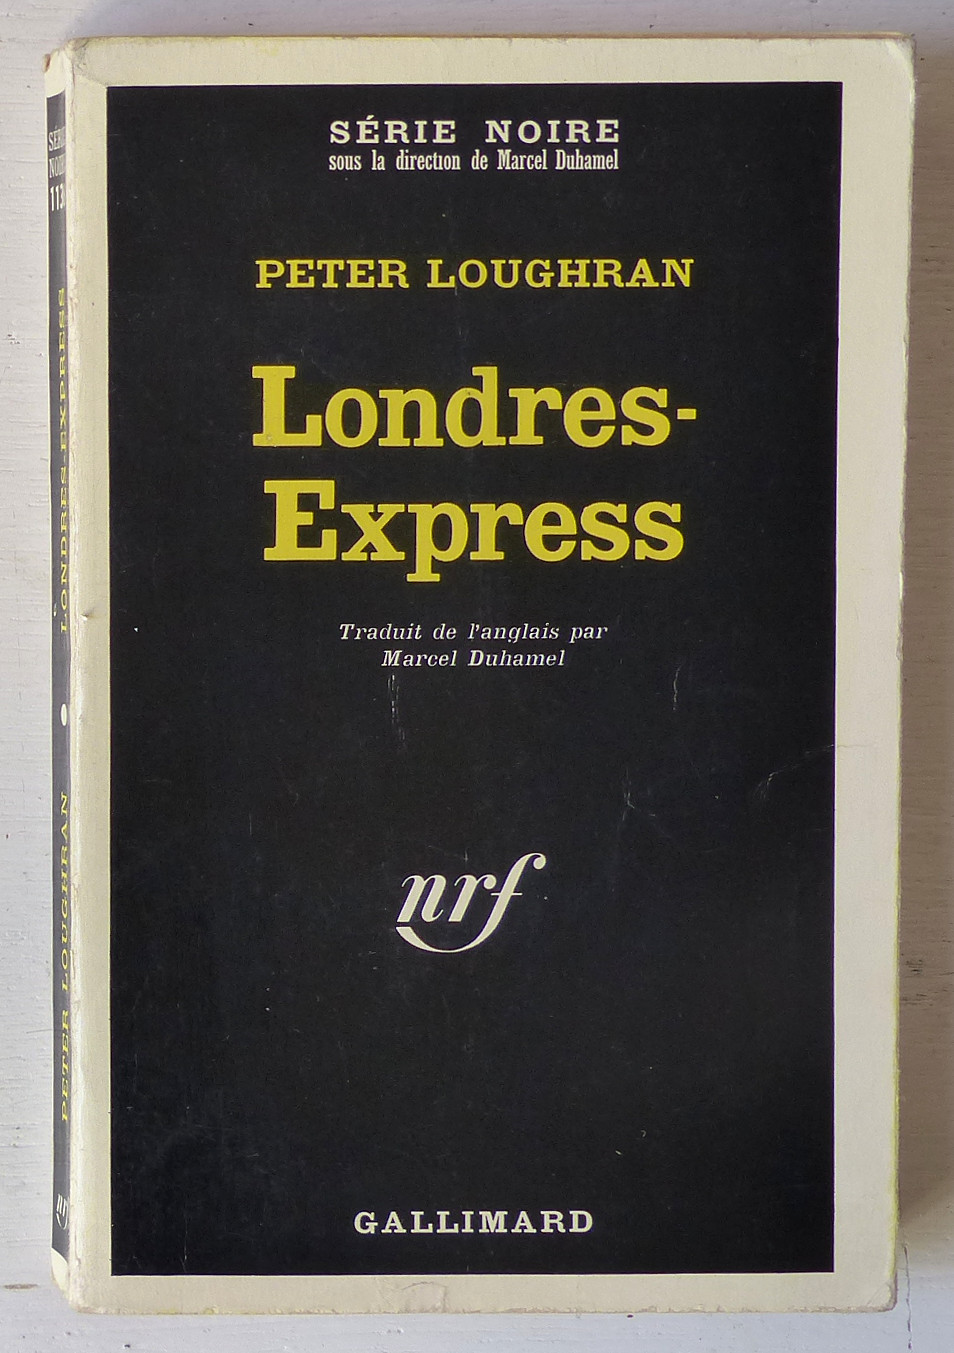 SÉRIE NOIRE
sous la direction de Marcel Duhamel
PETER LOUGHRAN
Londres-
Express
Traduit de l'anglais par
Marcel Duhamel
nrf
GALLIMARD
LONDRES-EXPRESS
PETER LOUGHRAN
nrf